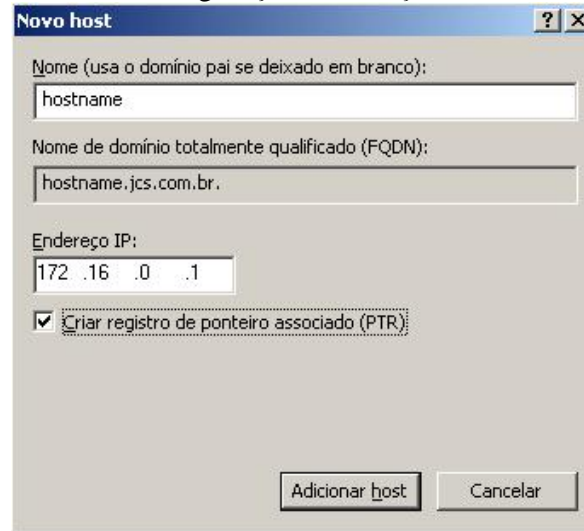 Novo host
Nome (usa o domínio pai se deixado em branco):
hostname
Nome de domínio totalmente qualificado (FQDN):
hostname.jcs.com.br.
Endereço IP:
172 .16 .0 .1
Criar registro de ponteiro associado (PTR)
Adicionar host Cancelar